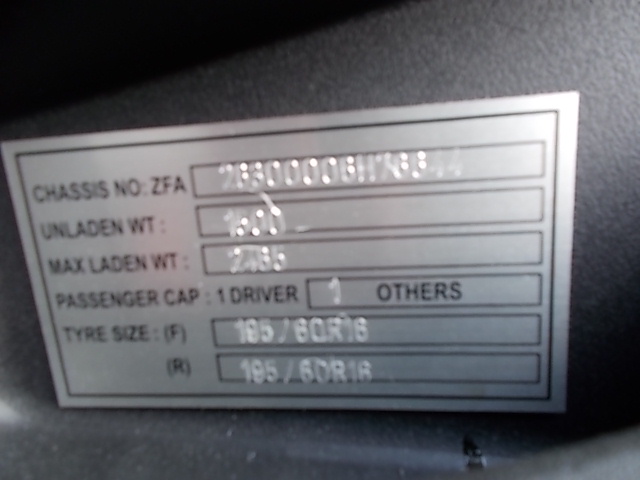 CHASSIS NO: ZFA
UNLADEN WT :
MAX LADEN WT : 2485
PASSENGER CAP : 1 DRIVER 1 OTHERS
TYRE SIZE : (F) 195/60R16
(R) 195/60R16